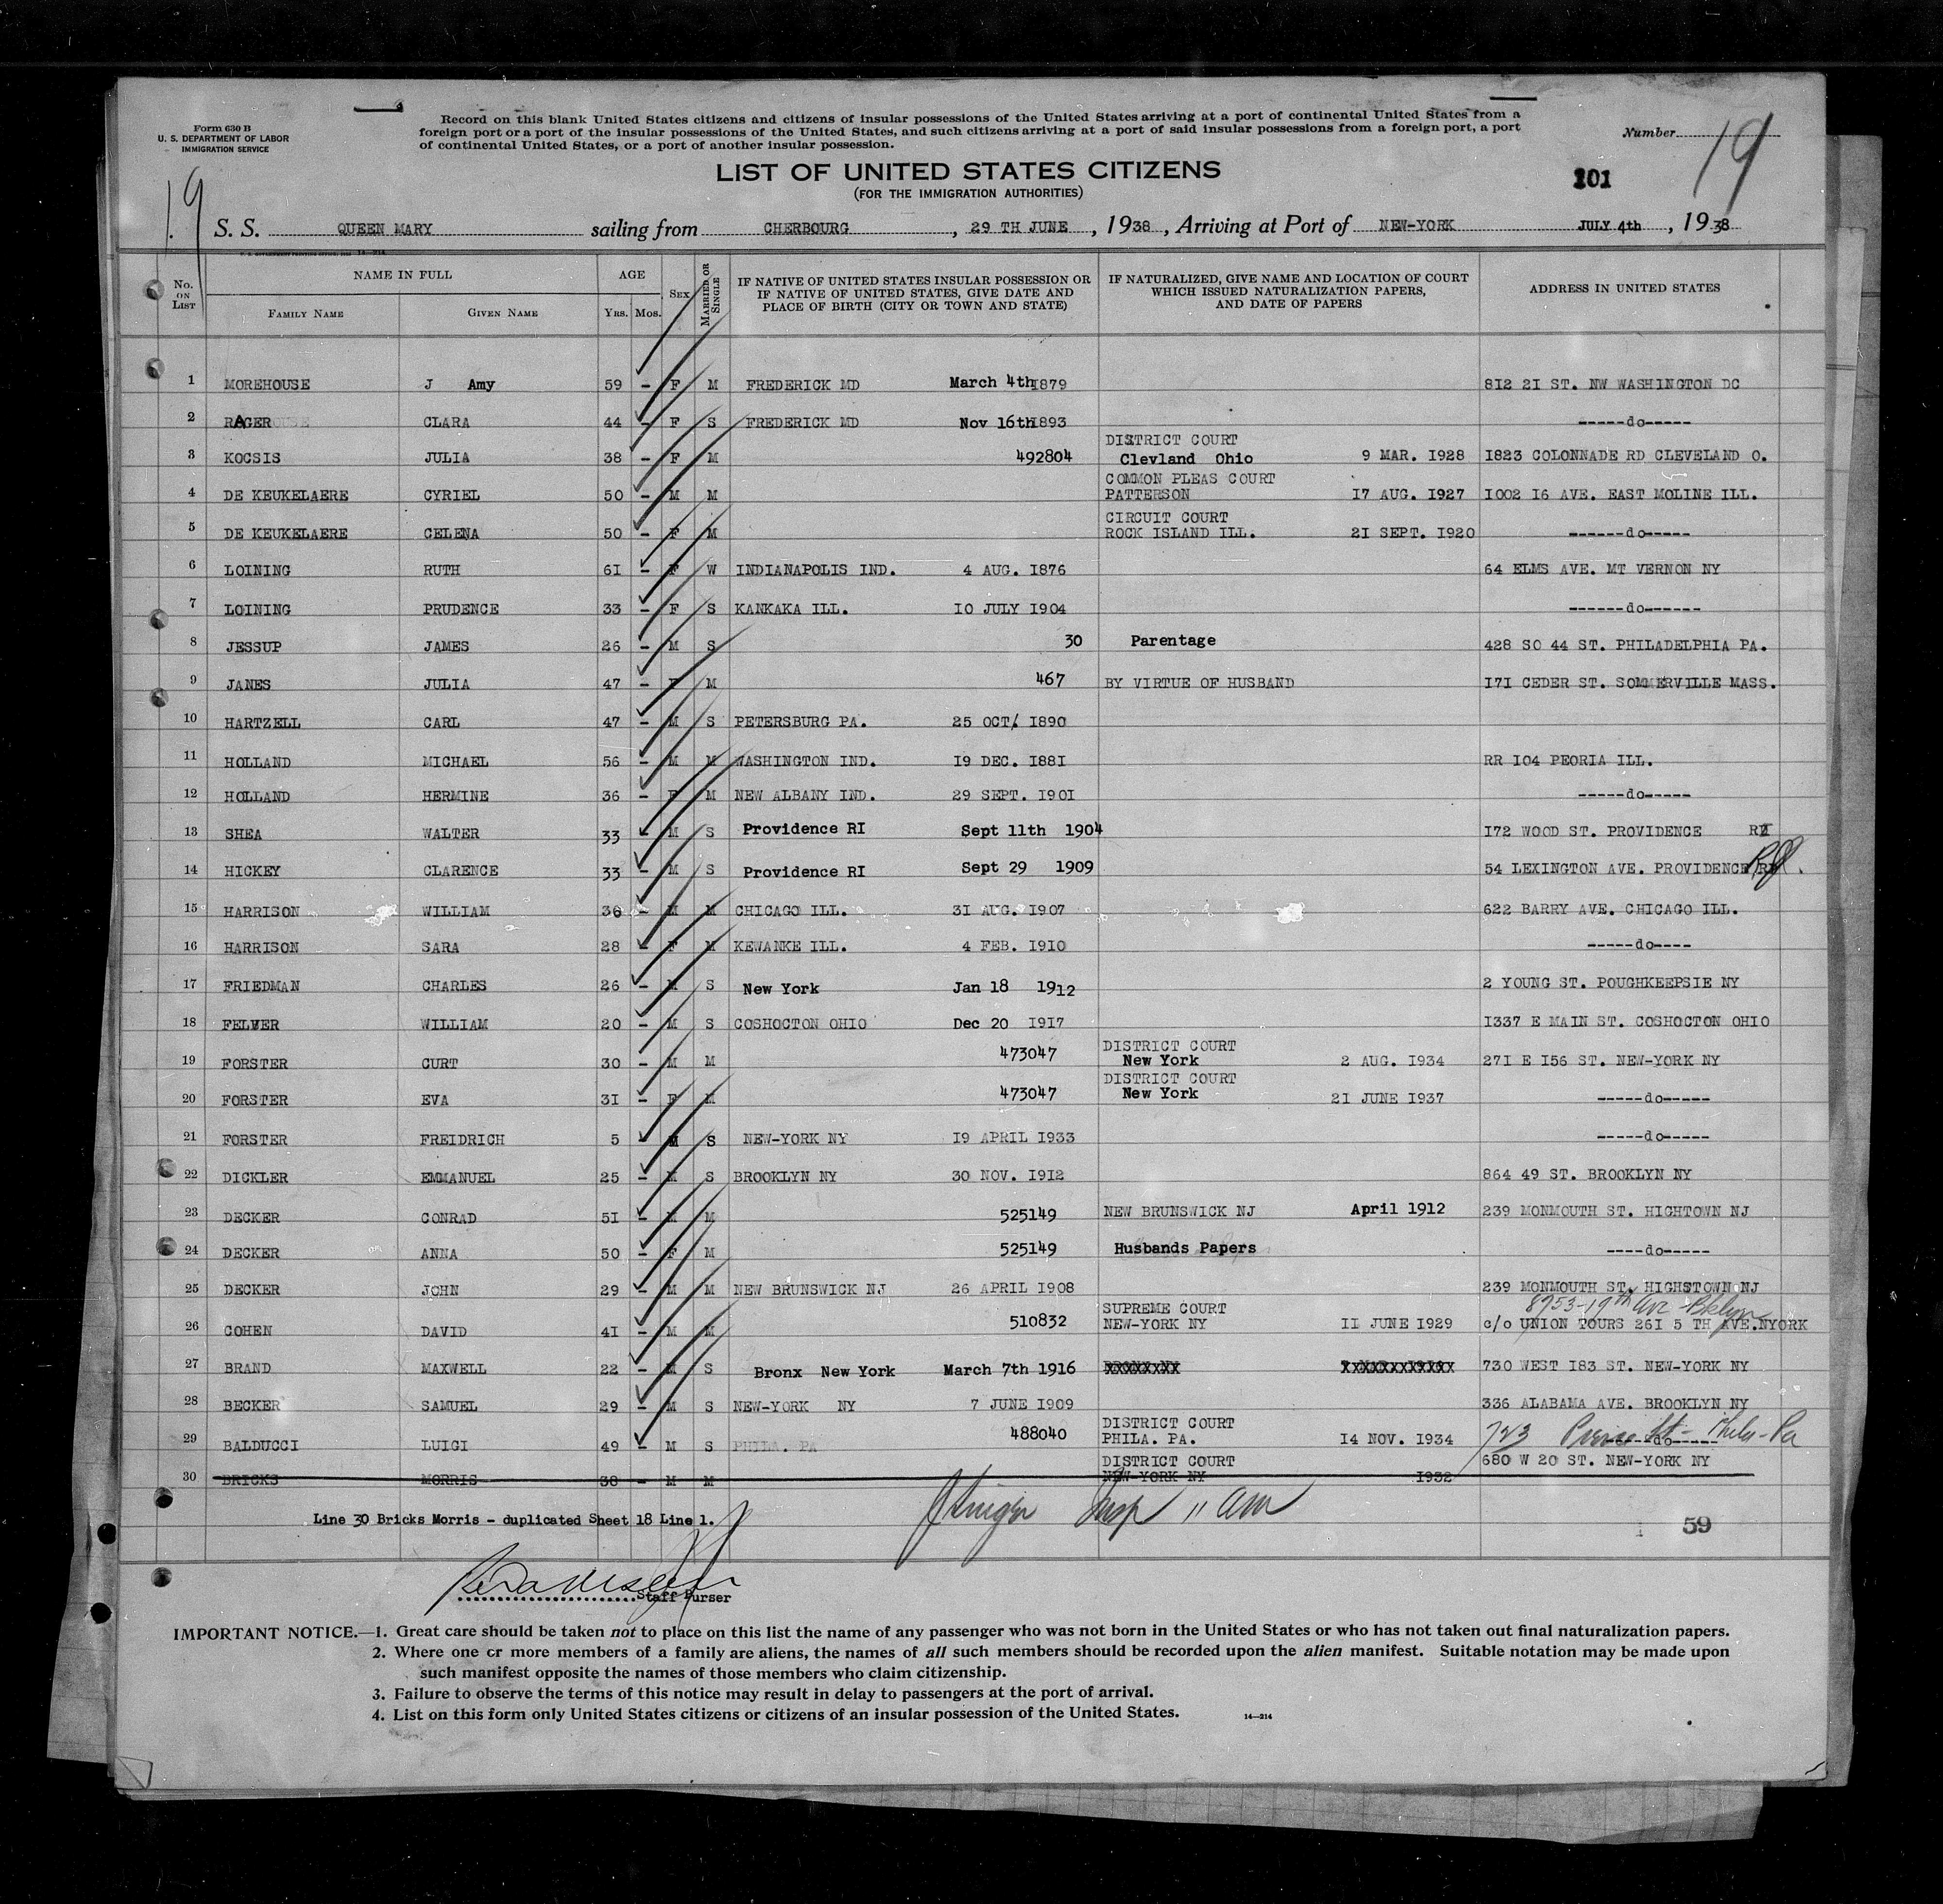 Form 630 B
U. S. DEPARTMENT OF LABOR
IMMIGRATION SERVICE
Record on this blank United States citizens and citizens of insular possessions of the United States arriving at a port of continental United States from a
foreign port or a port of the insular possessions of the United States, and such citizens arriving at a port of said insular possessions from a foreign port, a port
of continental United States, or a port of another insular possession.
Number 19
LIST OF UNITED STATES CITIZENS
(FOR THE IMMIGRATION AUTHORITIES)
101
19
S. S. QUEEN MARY sailing from CHERBOURG, 29 TH JUNE, 1938, Arriving at Port of NEW-YORK JULY 4th, 1938
No. ON LIST
NAME IN FULL
FAMILY NAME
GIVEN NAME
AGE
YRS. MOS.
SEX
MARRIED OR SINGLE
IF NATIVE OF UNITED STATES INSULAR POSSESSION OR
IF NATIVE OF UNITED STATES, GIVE DATE AND
PLACE OF BIRTH (CITY OR TOWN AND STATE)
IF NATURALIZED, GIVE NAME AND LOCATION OF COURT
WHICH ISSUED NATURALIZATION PAPERS,
AND DATE OF PAPERS
ADDRESS IN UNITED STATES
1 MOREHOUSE J Amy 59 - F M FREDERICK MD March 4th 1879 812 21 ST. NW WASHINGTON DC
2 RAGER CLARA 44 - F S FREDERICK MD Nov 16th 1893 -----do-----
3 KOCSIS JULIA 38 - F M 492804 DISTRICT COURT Clevland Ohio 9 MAR. 1928 1823 COLONNADE RD CLEVELAND O.
4 DE KEUKELAERE CYRIEL 50 - M M COMMON PLEAS COURT PATTERSON 17 AUG. 1927 1002 16 AVE. EAST MOLINE ILL.
5 DE KEUKELAERE CELENA 50 - F M CIRCUIT COURT ROCK ISLAND ILL. 21 SEPT. 1920 ------do-----
6 LOINING RUTH 61 - F W INDIANAPOLIS IND. 4 AUG. 1876 64 ELMS AVE. MT VERNON NY
7 LOINING PRUDENCE 33 - F S KANKAKA ILL. 10 JULY 1904 ------do------
8 JESSUP JAMES 26 - M S 30 Parentage 428 SO 44 ST. PHILADELPHIA PA.
9 JANES JULIA 47 - F M 467 BY VIRTUE OF HUSBAND 171 CEDER ST. SOMMERVILLE MASS.
10 HARTZELL CARL 47 - M S PETERSBURG PA. 25 OCT. 1890
11 HOLLAND MICHAEL 56 - M M WASHINGTON IND. 19 DEC. 1881 RR 104 PEORIA ILL.
12 HOLLAND HERMINE 36 - F M NEW ALBANY IND. 29 SEPT. 1901 -----do-----
13 SHEA WALTER 33 - M S Providence RI Sept 11th 1904 172 WOOD ST. PROVIDENCE RI
14 HICKEY CLARENCE 33 - M S Providence RI Sept 29 1909 54 LEXINGTON AVE. PROVIDENCE RI
15 HARRISON WILLIAM 30 - M M CHICAGO ILL. 31 AUG. 1907 622 BARRY AVE. CHICAGO ILL.
16 HARRISON SARA 28 - F M KEWANKE ILL. 4 FEB. 1910 -----do----
17 FRIEDMAN CHARLES 26 - M S New York Jan 18 1912 2 YOUNG ST. POUGHKEEPSIE NY
18 FELVER WILLIAM 20 - M S COSHOCTON OHIO Dec 20 1917 1337 E MAIN ST. COSHOCTON OHIO
19 FORSTER CURT 30 - M M 473047 DISTRICT COURT New York 2 AUG. 1934 271 E 156 ST. NEW-YORK NY
20 FORSTER EVA 31 - F M 473047 DISTRICT COURT New York 21 JUNE 1937 -----do-----
21 FORSTER FREIDRICH 5 - M S NEW-YORK NY 19 APRIL 1933 -----do-----
22 DICKLER EMMANUEL 25 - M S BROOKLYN NY 30 NOV. 1912 864 49 ST. BROOKLYN NY
23 DECKER CONRAD 51 - M M 525149 NEW BRUNSWICK NJ April 1912 239 MONMOUTH ST. HIGHTOWN NJ
24 DECKER ANNA 50 - F M 525149 Husbands Papers ----do-----
25 DECKER JOHN 29 - M M NEW BRUNSWICK NJ 26 APRIL 1908 239 MONMOUTH ST. HIGHSTOWN NJ
8953-19th Ave Bklyn
26 COHEN DAVID 41 - M M 510832 SUPREME COURT NEW-YORK NY 11 JUNE 1929 c/o UNION TOURS 261 5 TH AVE.NYORK
27 BRAND MAXWELL 22 - M S Bronx New York March 7th 1916 730 WEST 183 ST. NEW-YORK NY
28 BECKER SAMUEL 29 - M S NEW-YORK NY 7 JUNE 1909 336 ALABAMA AVE. BROOKLYN NY
29 BALDUCCI LUIGI 49 - M S PHILA. PA 488040 DISTRICT COURT PHILA. PA. 14 NOV. 1934 -----do----- 723 St - Phila - Pa
30 BRICKS MORRIS 38 - M M DISTRICT COURT NEW-YORK NY 1932 680 W 20 ST. NEW-YORK NY
Line 30 Bricks Morris - duplicated Sheet 18 Line 1.
Insp 11 am
59
Staff Purser
IMPORTANT NOTICE.—1. Great care should be taken not to place on this list the name of any passenger who was not born in the United States or who has not taken out final naturalization papers.
2. Where one or more members of a family are aliens, the names of all such members should be recorded upon the alien manifest. Suitable notation may be made upon
such manifest opposite the names of those members who claim citizenship.
3. Failure to observe the terms of this notice may result in delay to passengers at the port of arrival.
4. List on this form only United States citizens or citizens of an insular possession of the United States.
14—214